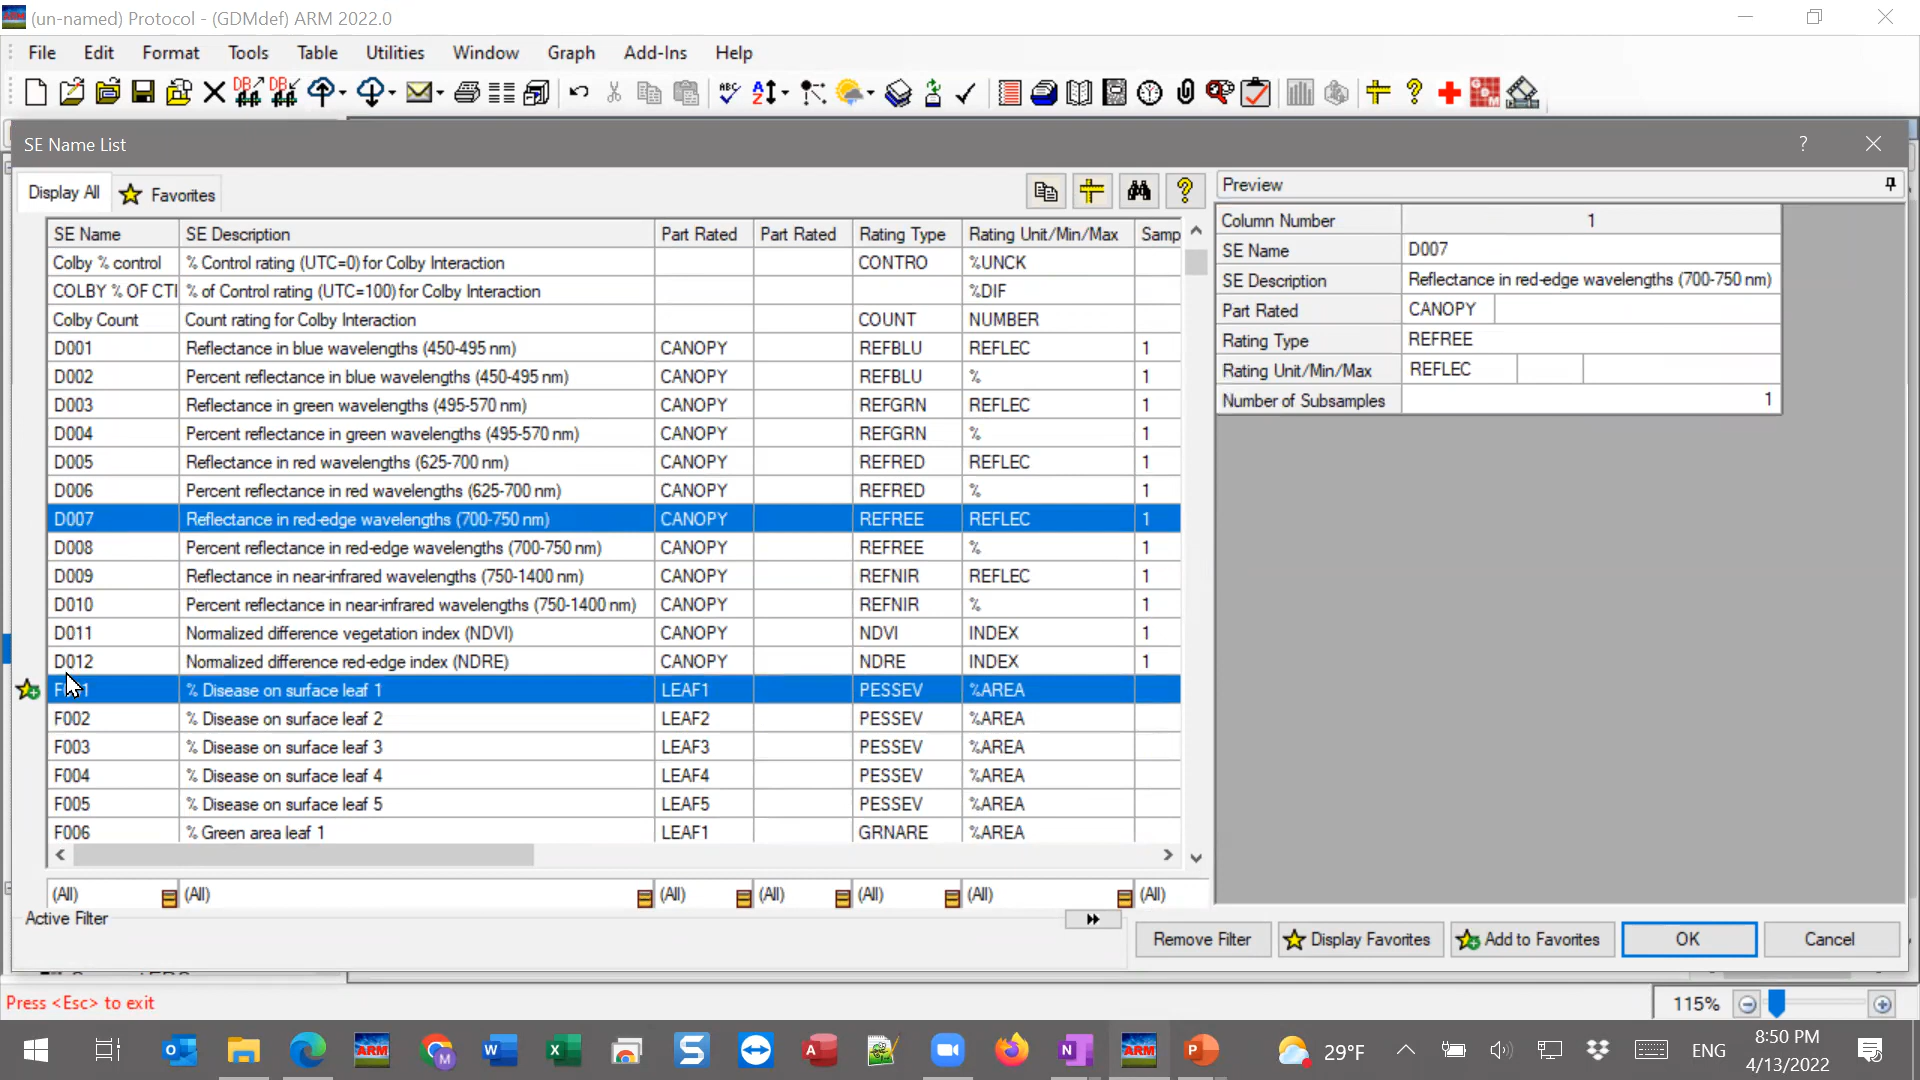 (un-named) Protocol - (GDMdef) ARM 2022.0
File Edit Format Tools Table Utilities Window Graph Add-Ins Help
SE Name List
Display All Favorites
Preview
SE Name SE Description Part Rated Part Rated Rating Type Rating Unit/Min/Max Samp
Colby % control % Control rating (UTC=0) for Colby Interaction CONTRO %UNCK
COLBY % OF CTI % of Control rating (UTC=100) for Colby Interaction %DIF
Colby Count Count rating for Colby Interaction COUNT NUMBER
D001 Reflectance in blue wavelengths (450-495 nm) CANOPY REFBLU REFLEC 1
D002 Percent reflectance in blue wavelengths (450-495 nm) CANOPY REFBLU % 1
D003 Reflectance in green wavelengths (495-570 nm) CANOPY REFGRN REFLEC 1
D004 Percent reflectance in green wavelengths (495-570 nm) CANOPY REFGRN % 1
D005 Reflectance in red wavelengths (625-700 nm) CANOPY REFRED REFLEC 1
D006 Percent reflectance in red wavelengths (625-700 nm) CANOPY REFRED % 1
D007 Reflectance in red-edge wavelengths (700-750 nm) CANOPY REFREE REFLEC 1
D008 Percent reflectance in red-edge wavelengths (700-750 nm) CANOPY REFREE % 1
D009 Reflectance in near-infrared wavelengths (750-1400 nm) CANOPY REFNIR REFLEC 1
D010 Percent reflectance in near-infrared wavelengths (750-1400 nm) CANOPY REFNIR % 1
D011 Normalized difference vegetation index (NDVI) CANOPY NDVI INDEX 1
D012 Normalized difference red-edge index (NDRE) CANOPY NDRE INDEX 1
% Disease on surface leaf 1 LEAF1 PESSEV %AREA
F002 % Disease on surface leaf 2 LEAF2 PESSEV %AREA
F003 % Disease on surface leaf 3 LEAF3 PESSEV %AREA
F004 % Disease on surface leaf 4 LEAF4 PESSEV %AREA
F005 % Disease on surface leaf 5 LEAF5 PESSEV %AREA
F006 % Green area leaf 1 LEAF1 GRNARE %AREA
(All) (All) (All) (All) (All) (All) (All)
Active Filter
Column Number 1
SE Name D007
SE Description Reflectance in red-edge wavelengths (700-750 nm)
Part Rated CANOPY
Rating Type REFREE
Rating Unit/Min/Max REFLEC
Number of Subsamples 1
Remove Filter Display Favorites Add to Favorites OK Cancel
Press <Esc> to exit
115%
29°F ENG
8:50 PM
4/13/2022